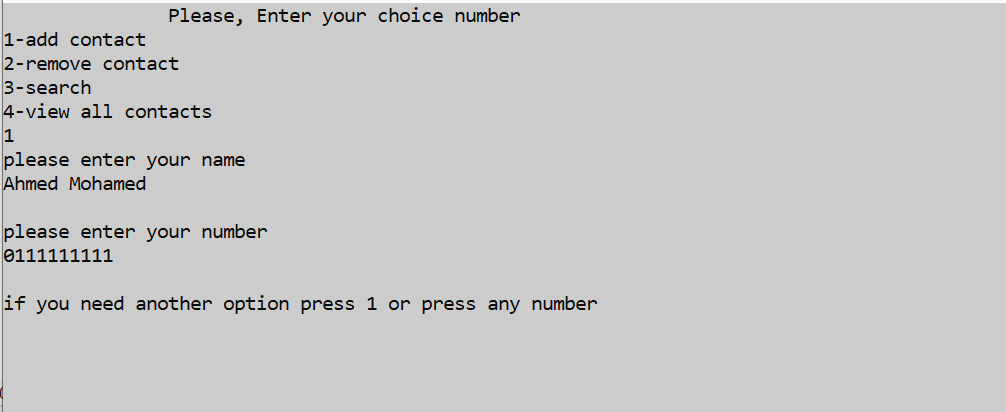 Please, Enter your choice number
1-add contact
2-remove contact
3-search
4-view all contacts
1
please enter your name
Ahmed Mohamed
please enter your number
0111111111
if you need another option press 1 or press any number